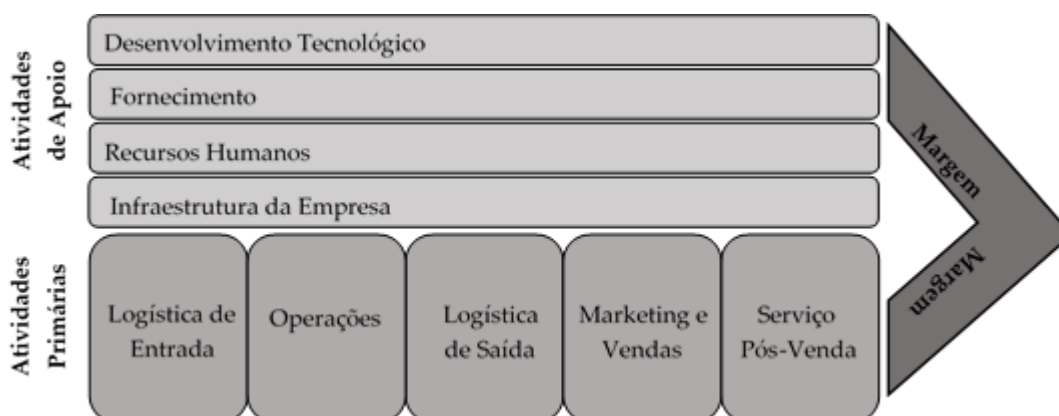 Atividades
de Apoio
Desenvolvimento Tecnológico
Fornecimento
Recursos Humanos
Infraestrutura da Empresa
Margem
Margem
Atividades
Primárias
Logística de
Entrada
Operações
Logística
de Saída
Marketing e
Vendas
Serviço
Pós-Venda